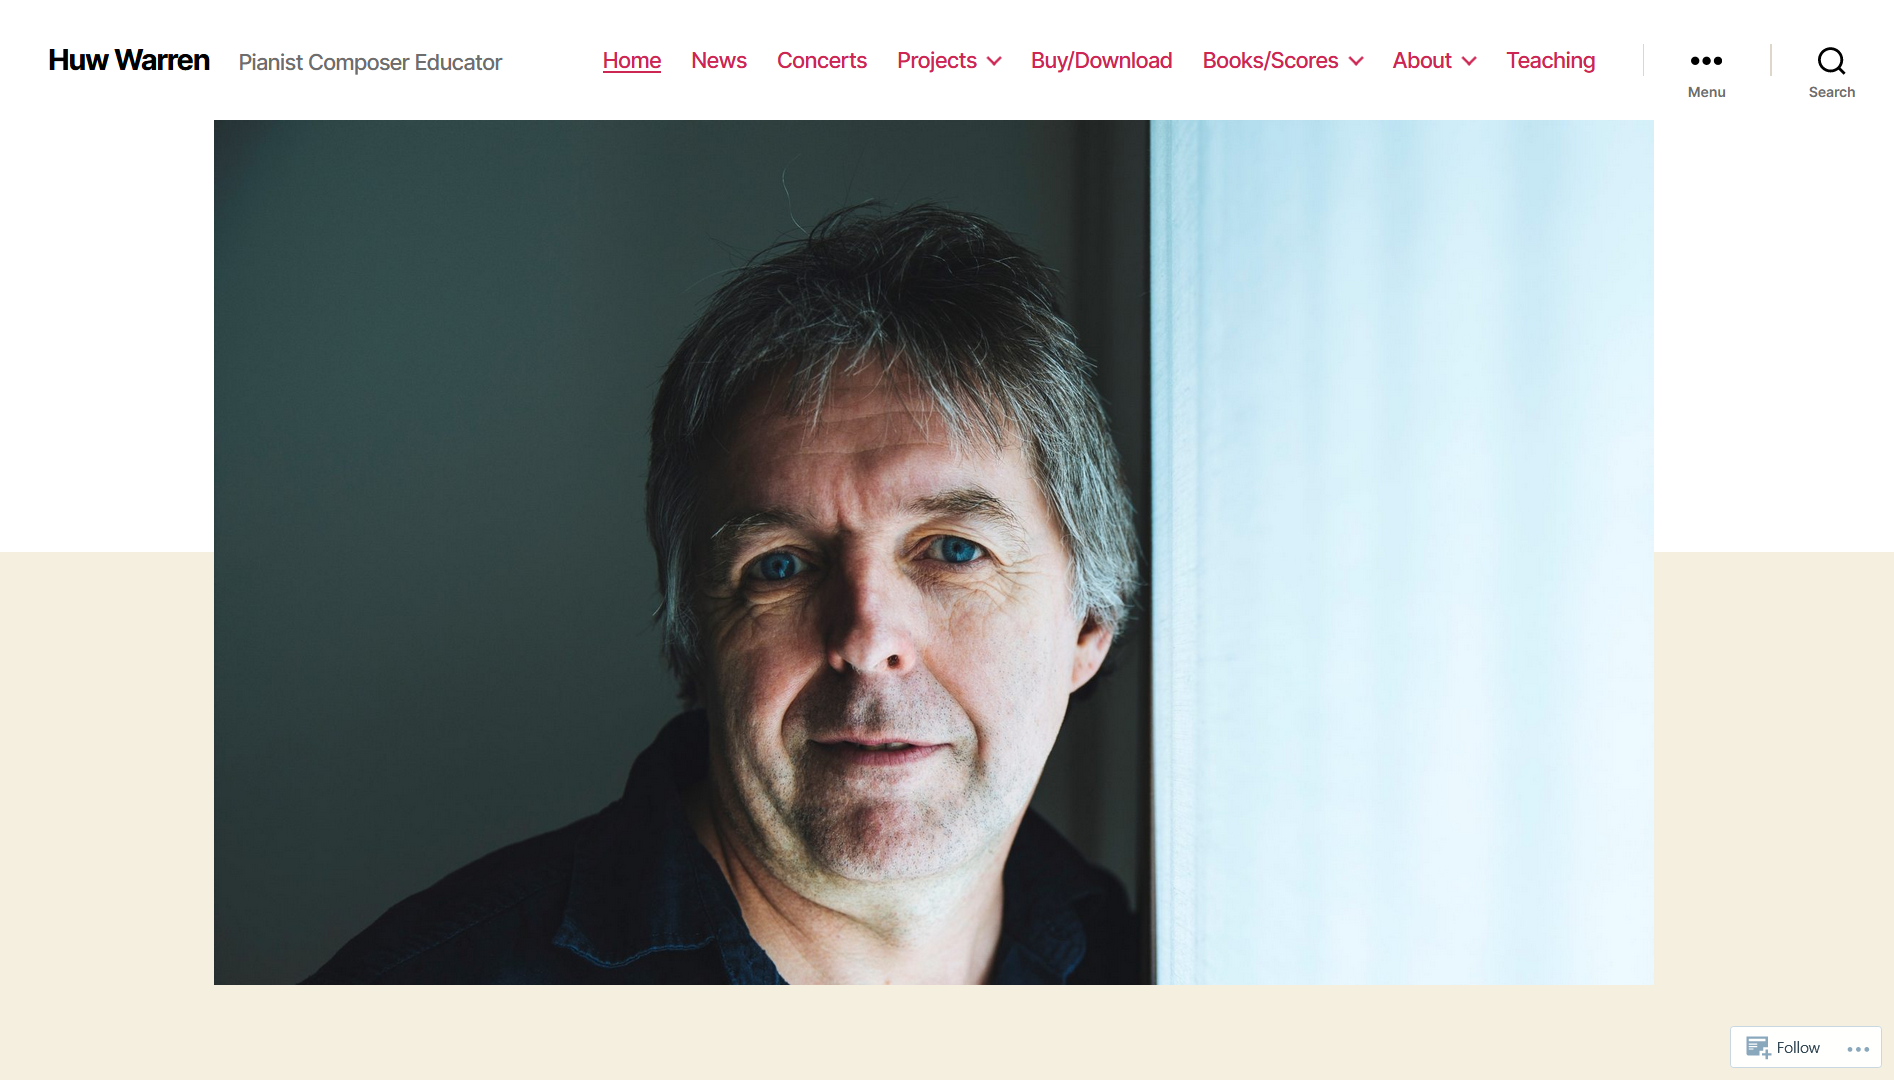 Huw Warren Pianist Composer Educator Home News Concerts Projects Buy/Download Books/Scores About Teaching
Menu Search
Follow